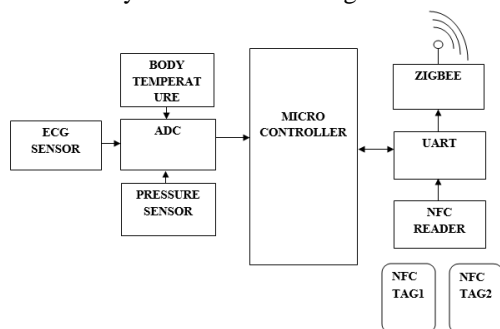 BODY
TEMPERAT
URE
ECG
SENSOR
ADC
PRESSURE
SENSOR
MICRO
CONTROLLER
ZIGBEE
UART
NFC
READER
NFC
TAG1
NFC
TAG2